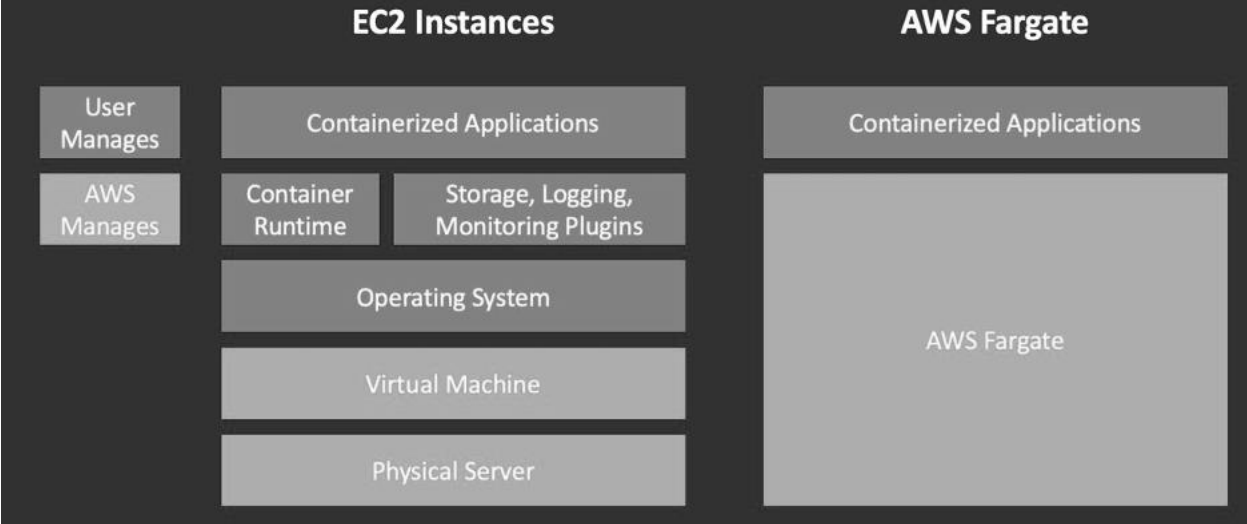 EC2 Instances
AWS Fargate
User
Manages
Containerized Applications
Containerized Applications
AWS
Manages
Container
Runtime
Storage, Logging,
Monitoring Plugins
Operating System
AWS Fargate
Virtual Machine
Physical Server